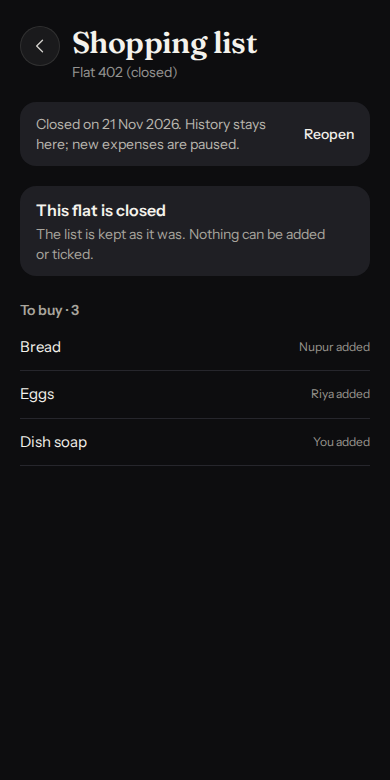 Shopping list
Flat 402 (closed)
Closed on 21 Nov 2026. History stays
here; new expenses are paused.
Reopen
This flat is closed
The list is kept as it was. Nothing can be added
or ticked.
To buy · 3
Bread
Nupur added
Eggs
Riya added
Dish soap
You added